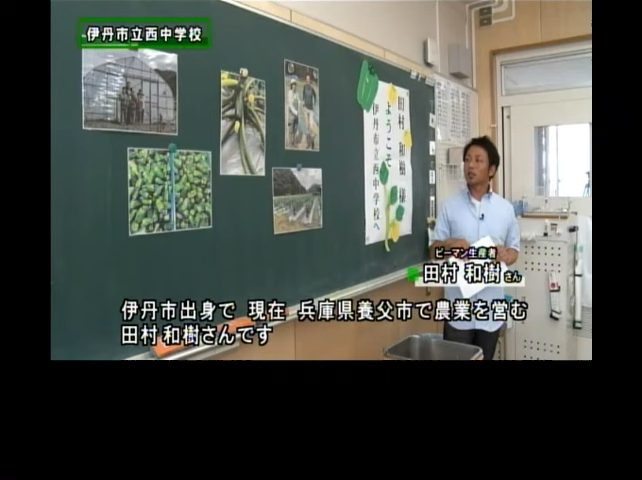 伊丹市立西中学校
田村 和樹 様
ようこそ
伊丹市立西中学校へ
ピーマン生産者
田村 和樹さん
伊丹市出身で 現在 兵庫県養父市で農業を営む
田村 和樹さんです